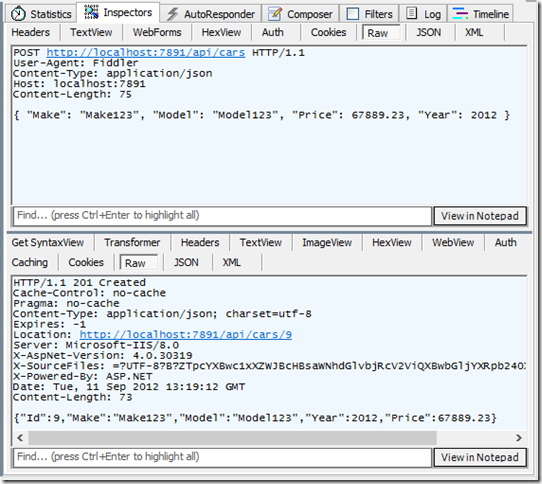 Statistics Inspectors AutoResponder Composer Filters Log Timeline
Headers TextView WebForms HexView Auth Cookies Raw JSON XML
POST http://localhost:7891/api/cars HTTP/1.1
User-Agent: Fiddler
Content-Type: application/json
Host: localhost:7891
Content-Length: 75
{ "Make": "Make123", "Model": "Model123", "Price": 67889.23, "Year": 2012 }
Find... (press Ctrl+Enter to highlight all) View in Notepad
Get SyntaxView Transformer Headers TextView ImageView HexView WebView Auth
Caching Cookies Raw JSON XML
HTTP/1.1 201 Created
Cache-Control: no-cache
Pragma: no-cache
Content-Type: application/json; charset=utf-8
Expires: -1
Location: http://localhost:7891/api/cars/9
Server: Microsoft-IIS/8.0
X-AspNet-Version: 4.0.30319
X-SourceFiles:
X-Powered-By: ASP.NET
Date: Tue, 11 Sep 2012 13:19:12 GMT
Content-Length: 73
{"Id":9,"Make":"Make123","Model":"Model123","Year":2012,"Price":67889.23}
Find... (press Ctrl+Enter to highlight all) View in Notepad